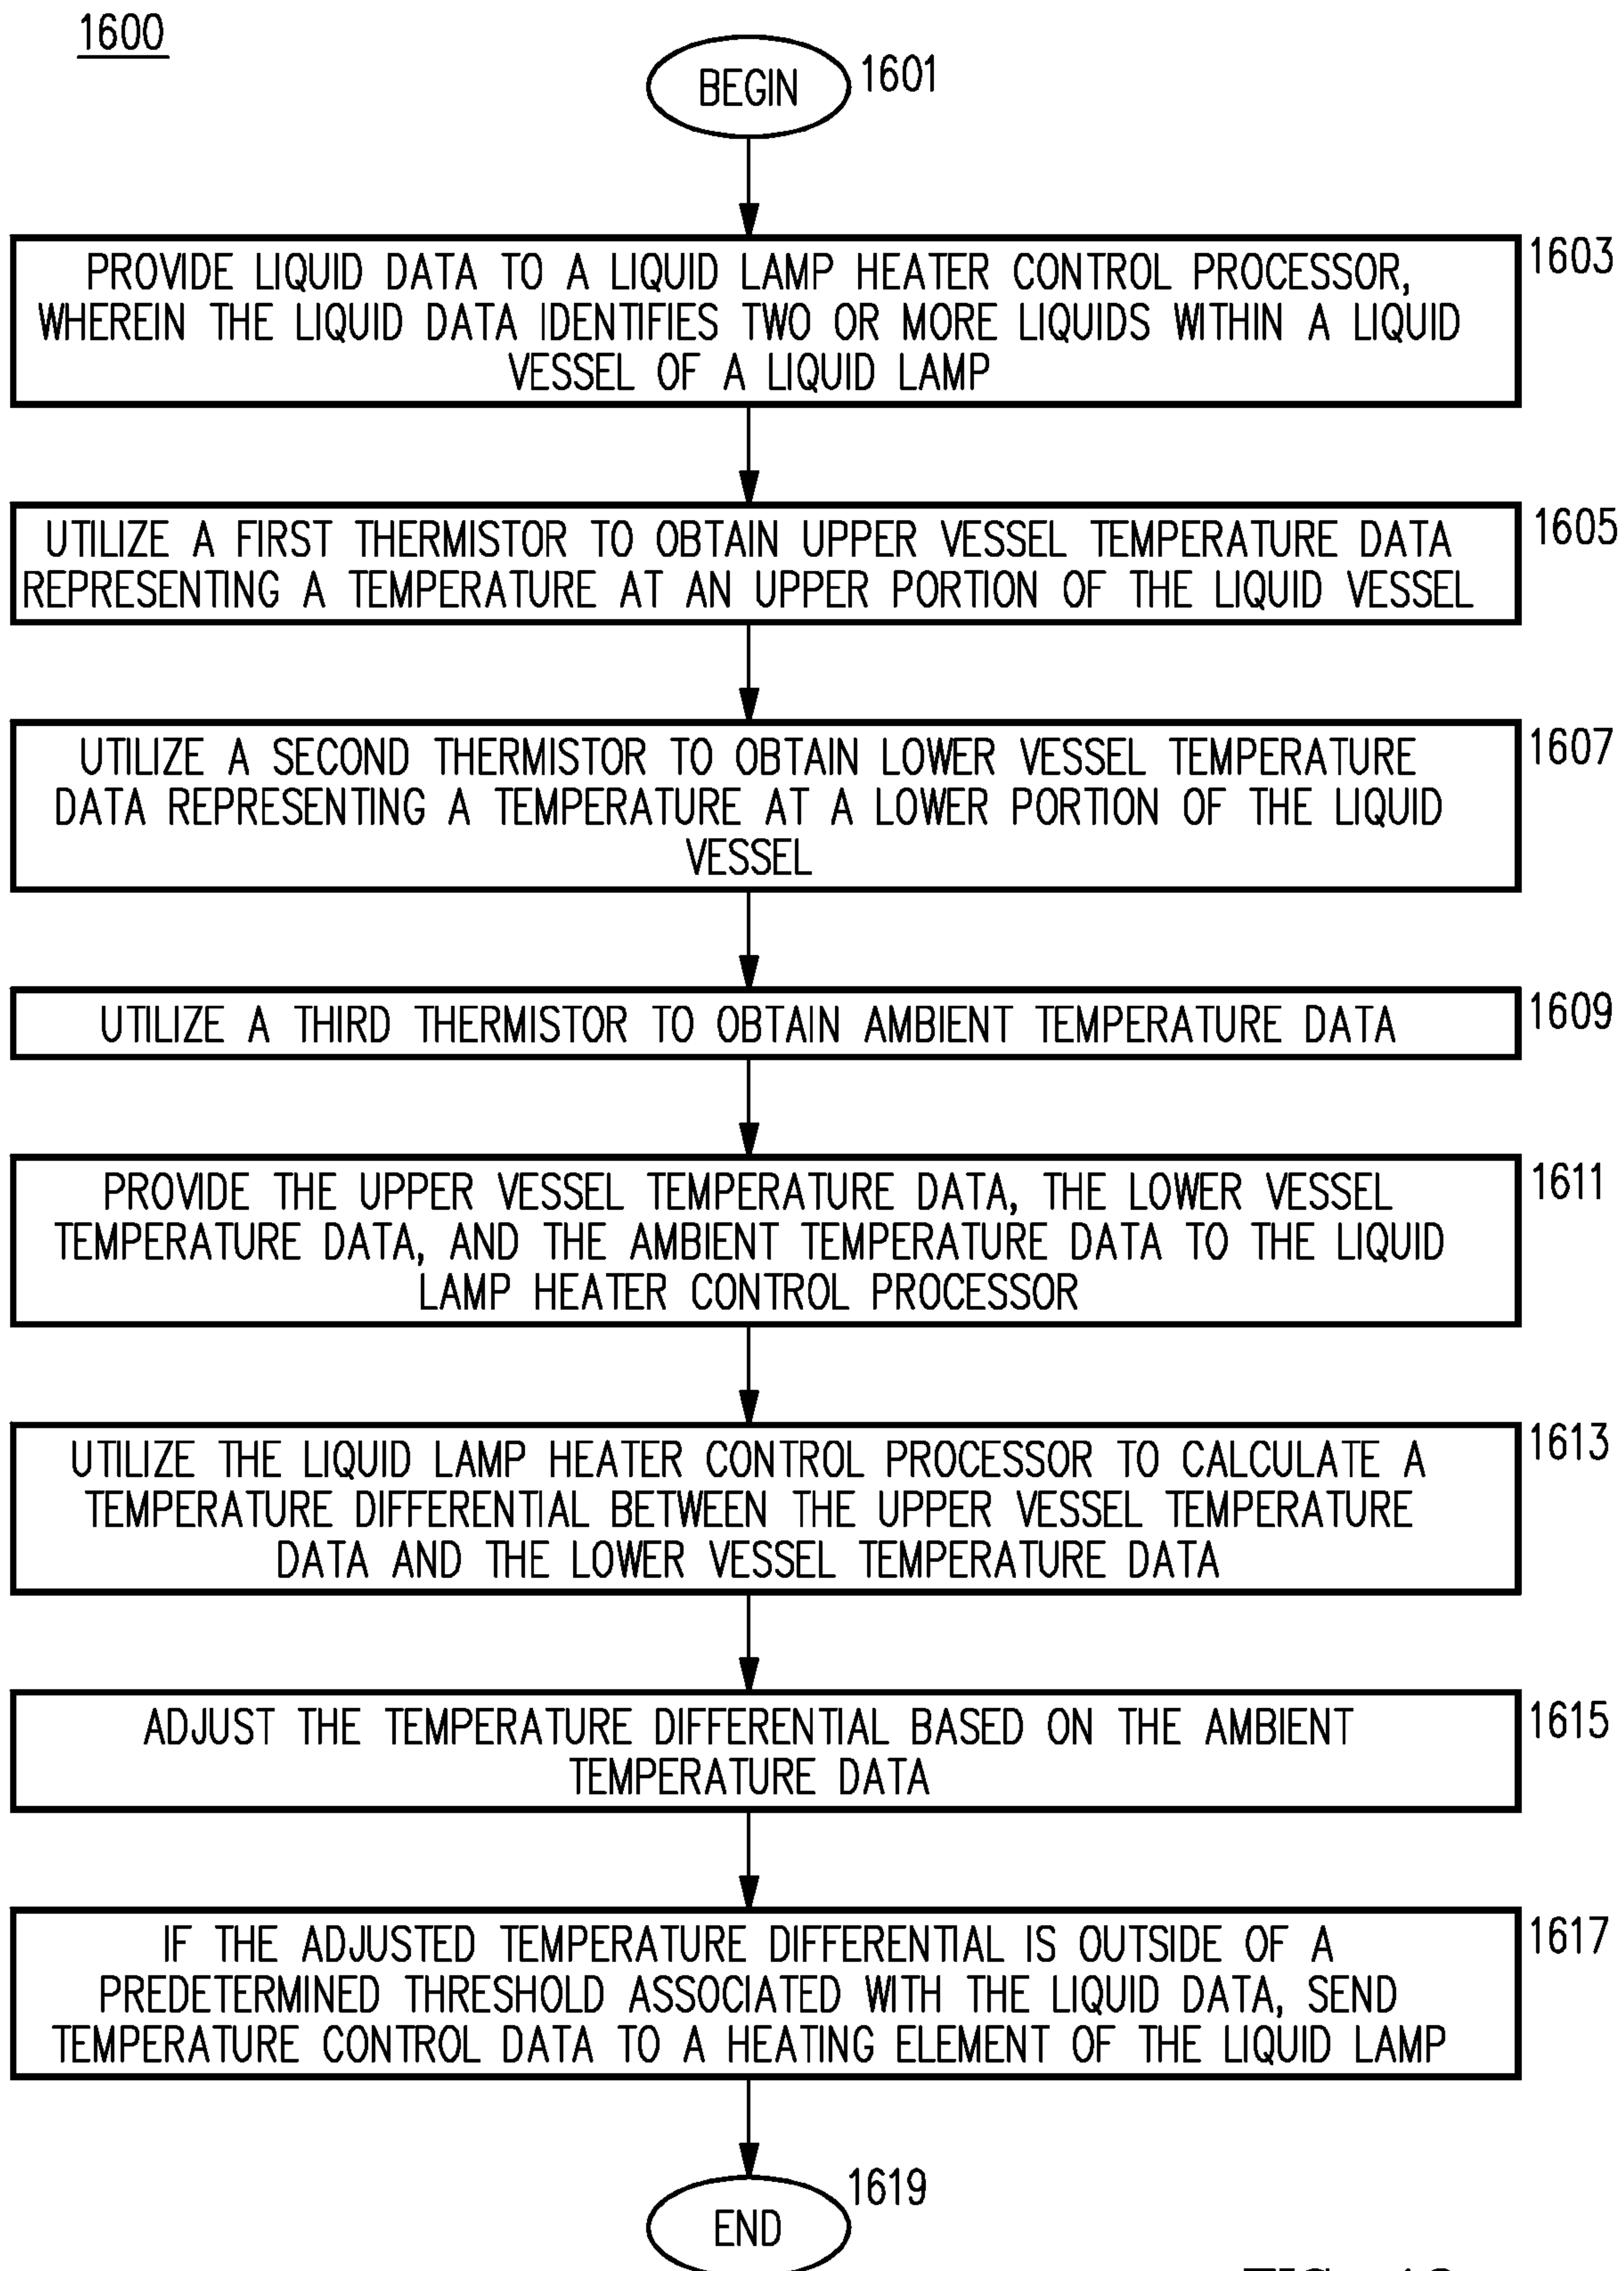 1600
BEGIN 1601
PROVIDE LIQUID DATA TO A LIQUID LAMP HEATER CONTROL PROCESSOR, 1603
WHEREIN THE LIQUID DATA IDENTIFIES TWO OR MORE LIQUIDS WITHIN A LIQUID
VESSEL OF A LIQUID LAMP
UTILIZE A FIRST THERMISTOR TO OBTAIN UPPER VESSEL TEMPERATURE DATA 1605
REPRESENTING A TEMPERATURE AT AN UPPER PORTION OF THE LIQUID VESSEL
UTILIZE A SECOND THERMISTOR TO OBTAIN LOWER VESSEL TEMPERATURE 1607
DATA REPRESENTING A TEMPERATURE AT A LOWER PORTION OF THE LIQUID
VESSEL
UTILIZE A THIRD THERMISTOR TO OBTAIN AMBIENT TEMPERATURE DATA 1609
PROVIDE THE UPPER VESSEL TEMPERATURE DATA, THE LOWER VESSEL 1611
TEMPERATURE DATA, AND THE AMBIENT TEMPERATURE DATA TO THE LIQUID
LAMP HEATER CONTROL PROCESSOR
UTILIZE THE LIQUID LAMP HEATER CONTROL PROCESSOR TO CALCULATE A 1613
TEMPERATURE DIFFERENTIAL BETWEEN THE UPPER VESSEL TEMPERATURE
DATA AND THE LOWER VESSEL TEMPERATURE DATA
ADJUST THE TEMPERATURE DIFFERENTIAL BASED ON THE AMBIENT 1615
TEMPERATURE DATA
IF THE ADJUSTED TEMPERATURE DIFFERENTIAL IS OUTSIDE OF A 1617
PREDETERMINED THRESHOLD ASSOCIATED WITH THE LIQUID DATA, SEND
TEMPERATURE CONTROL DATA TO A HEATING ELEMENT OF THE LIQUID LAMP
END 1619